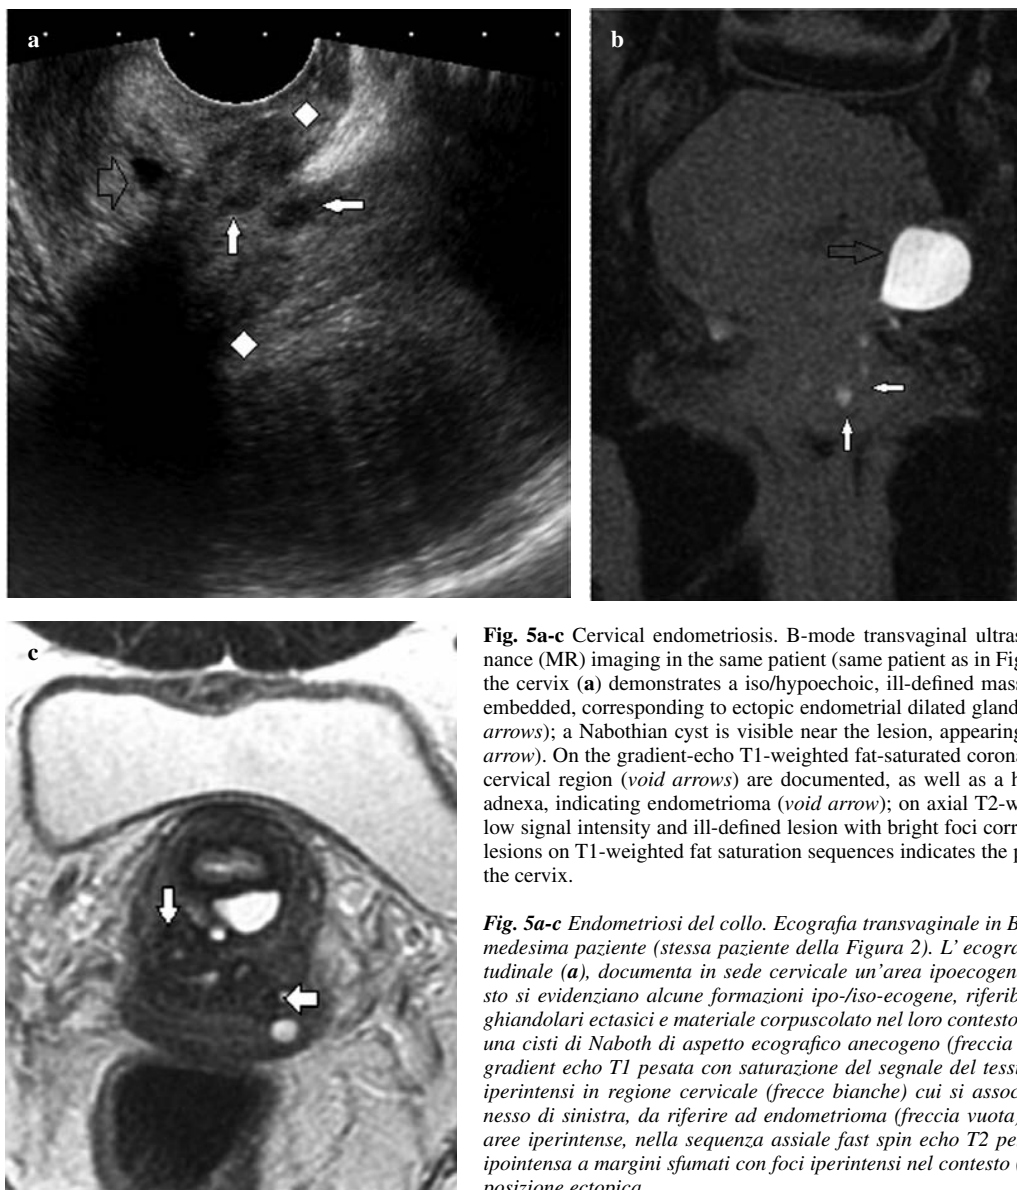 a
b
c
Fig. 5a-c Cervical endometriosis. B-mode transvaginal ultras
nance (MR) imaging in the same patient (same patient as in Fig
the cervix (a) demonstrates a iso/hypoechoic, ill-defined mass
embedded, corresponding to ectopic endometrial dilated gland
arrows); a Nabothian cyst is visible near the lesion, appearing
arrow). On the gradient-echo T1-weighted fat-saturated corona
cervical region (void arrows) are documented, as well as a h
adnexa, indicating endometrioma (void arrow); on axial T2-w
low signal intensity and ill-defined lesion with bright foci corr
lesions on T1-weighted fat saturation sequences indicates the p
the cervix.
Fig. 5a-c Endometriosi del collo. Ecografia transvaginale in B
medesima paziente (stessa paziente della Figura 2). L' ecogra
tudinale (a), documenta in sede cervicale un'area ipoecogen
sto si evidenziano alcune formazioni ipo-/iso-ecogene, riferib
ghiandolari ectasici e materiale corpuscolato nel loro contesto
una cisti di Naboth di aspetto ecografico anecogeno (freccia
gradient echo T1 pesata con saturazione del segnale del tess
iperintensi in regione cervicale (frecce bianche) cui si assoc
nesso di sinistra, da riferire ad endometrioma (freccia vuota)
aree iperintense, nella sequenza assiale fast spin echo T2 pe
ipointensa a margini sfumati con foci iperintensi nel contesto (
posizione ectopica.